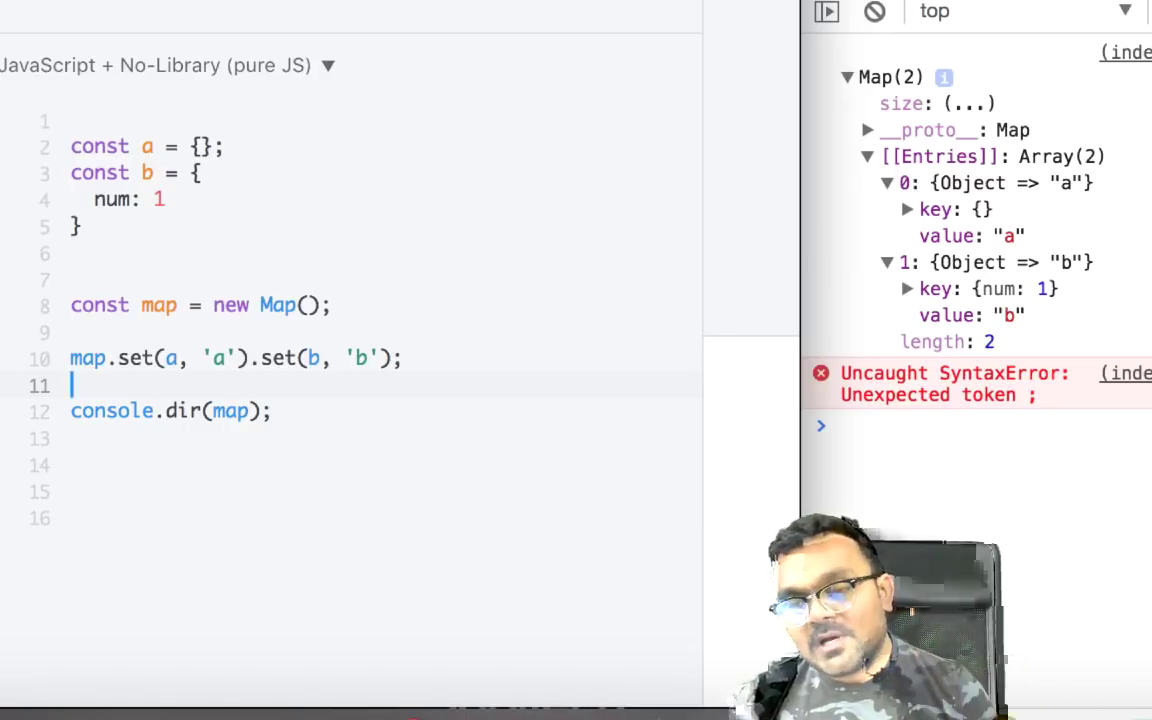 JavaScript + No-Library (pure JS) ▼
1
2 const a = {};
3 const b = {
4 num: 1
5 }
6
7
8 const map = new Map();
9
10 map.set(a, 'a').set(b, 'b');
11
12 console.dir(map);
13
14
15
16
top ▼
(inde
▼Map(2) i
size: (...)
▶__proto__: Map
▼[[Entries]]: Array(2)
▼0: {Object => "a"}
▶key: {}
value: "a"
▼1: {Object => "b"}
▶key: {num: 1}
value: "b"
length: 2
Uncaught SyntaxError: (inde
Unexpected token ;
>